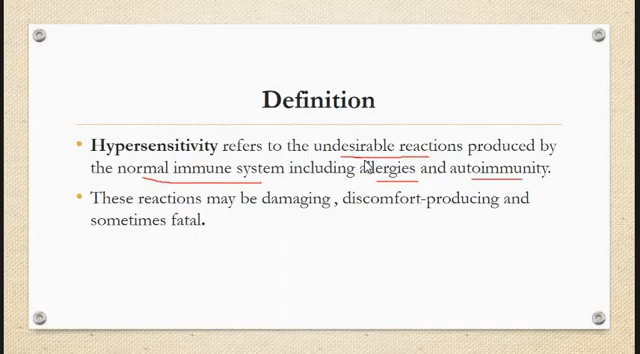 Definition
• Hypersensitivity refers to the undesirable reactions produced by
the normal immune system including allergies and autoimmunity.
• These reactions may be damaging , discomfort-producing and
sometimes fatal.